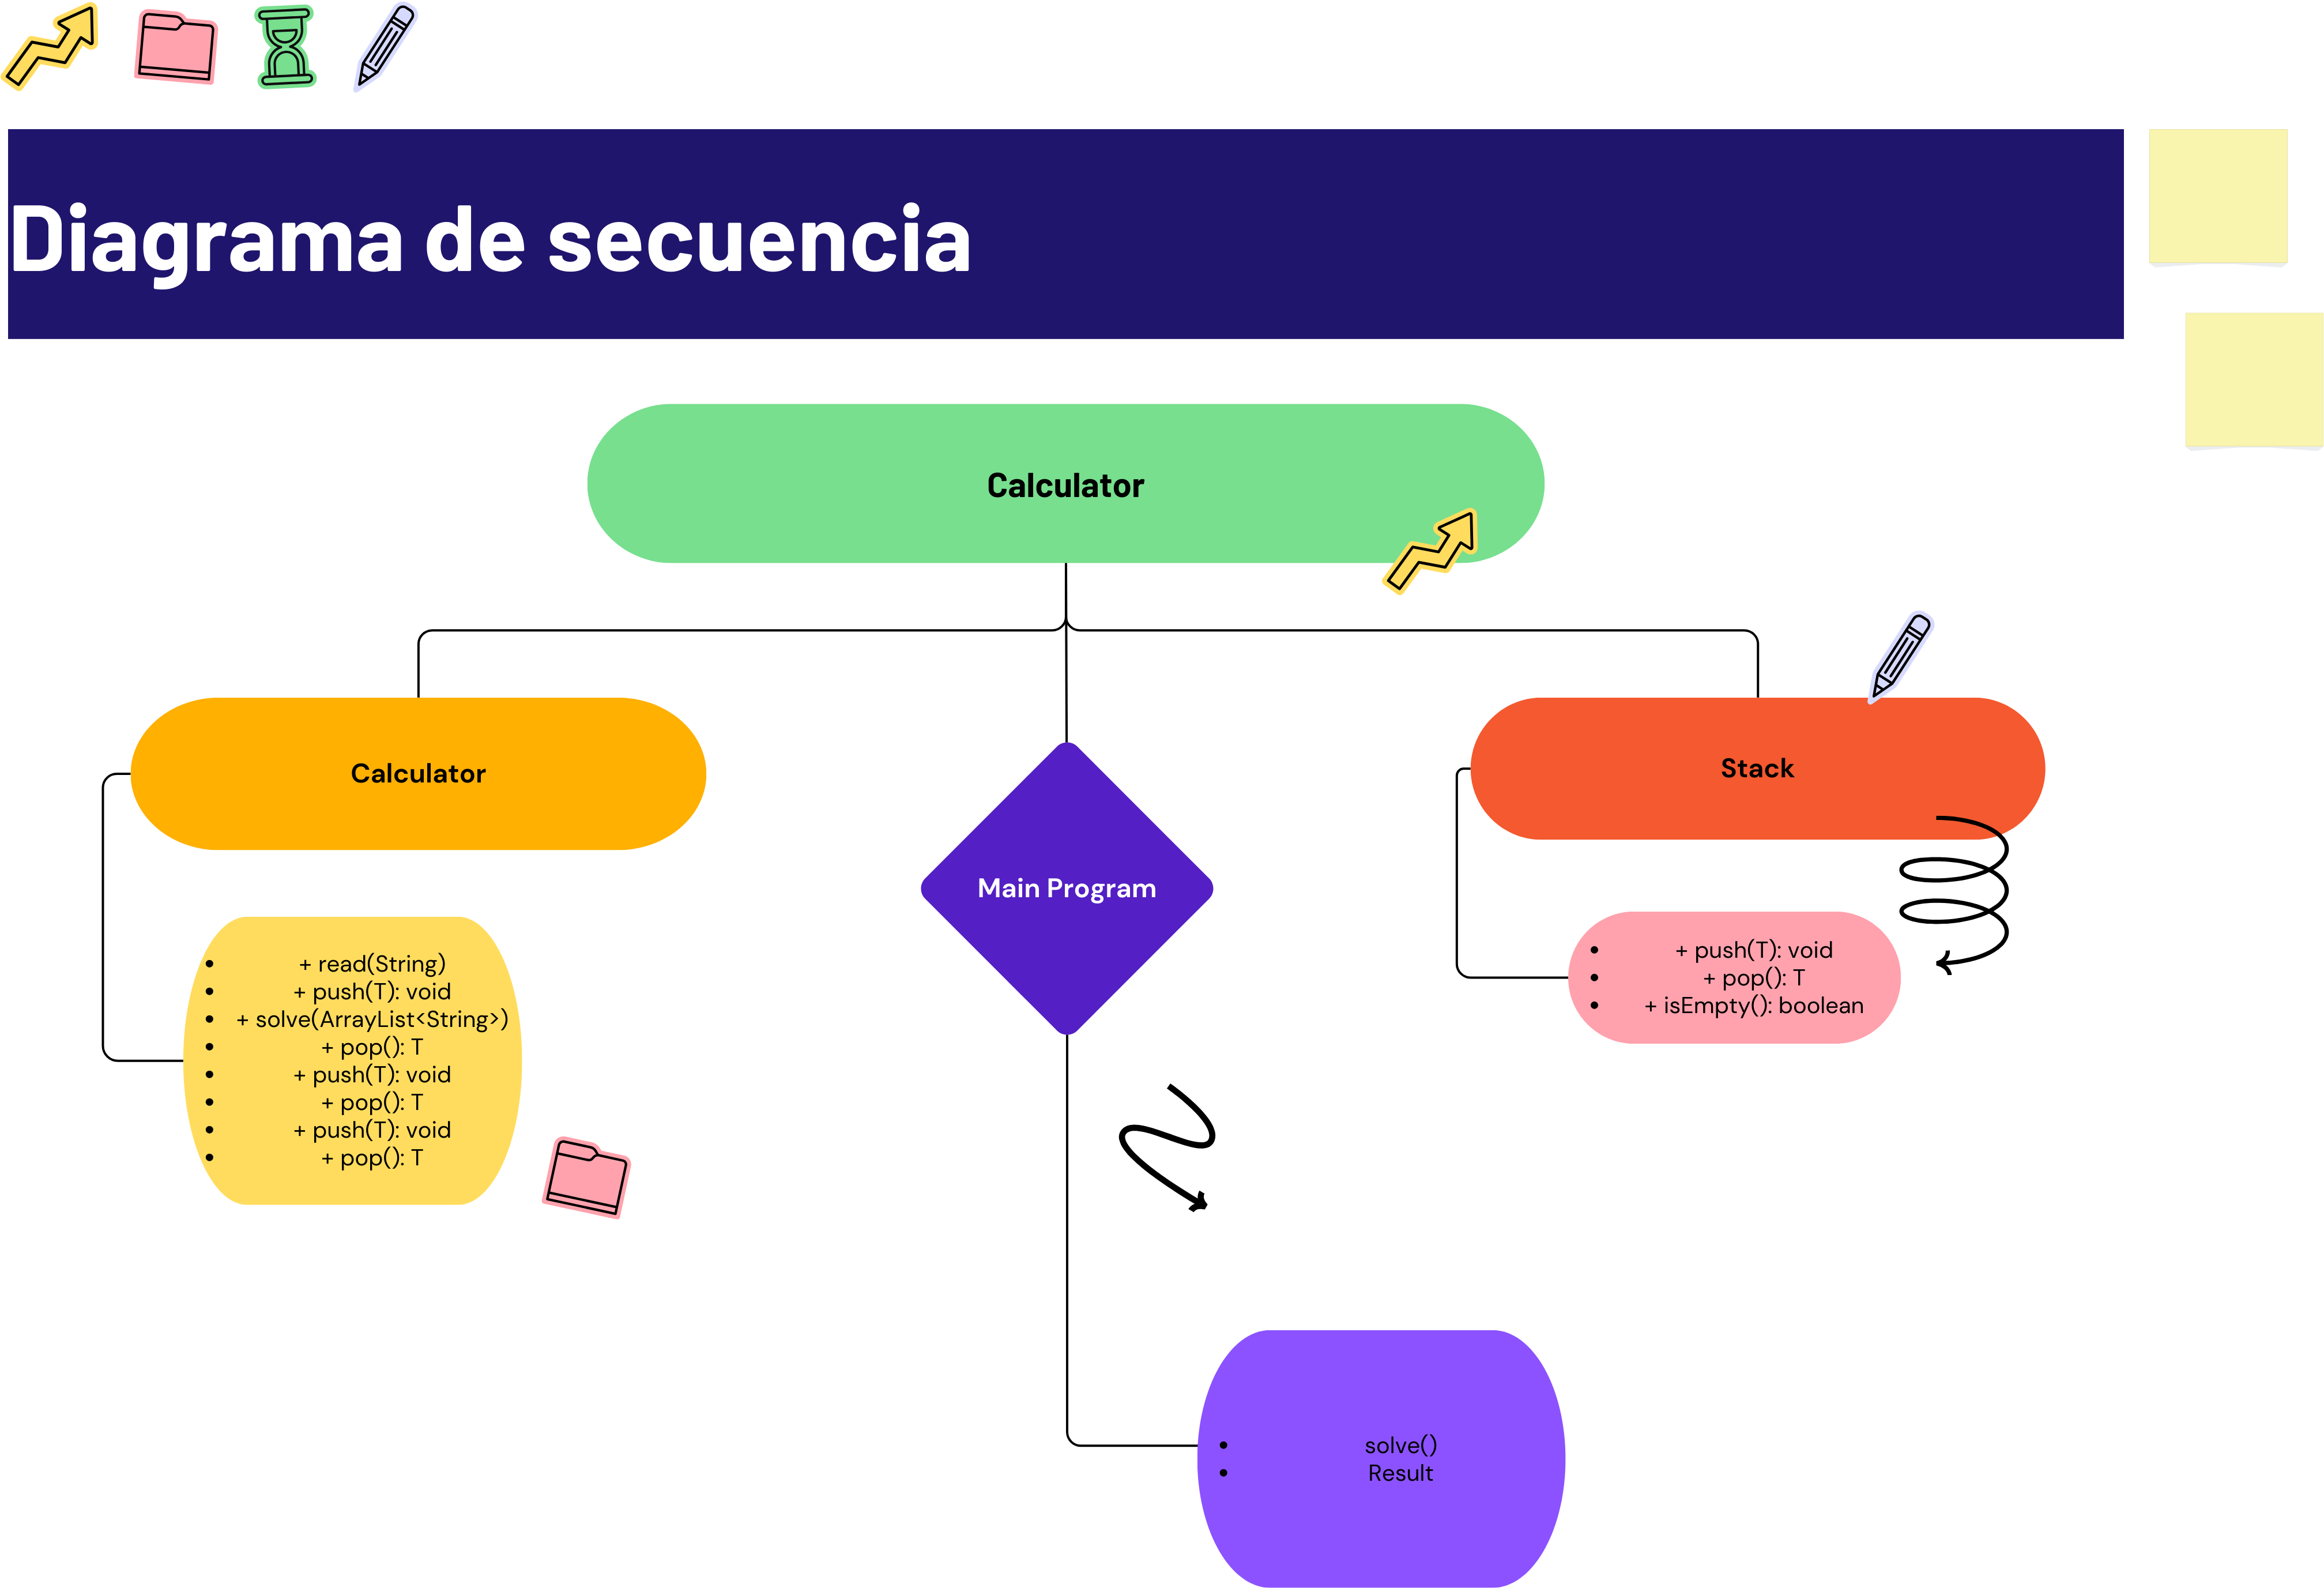 Diagrama de secuencia
Calculator
Calculator
Main Program
Stack
• + read(String)
• + push(T): void
• + solve(ArrayList<String>)
• + pop(): T
• + push(T): void
• + pop(): T
• + push(T): void
• + pop(): T
• + push(T): void
• + pop(): T
• + isEmpty(): boolean
• solve()
• Result